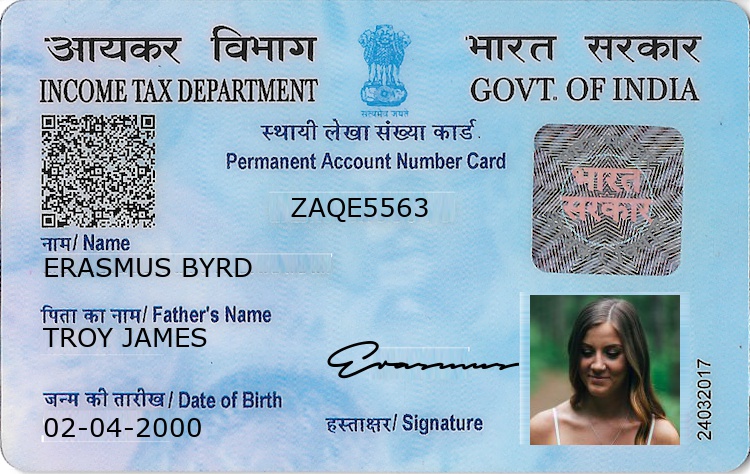 आयकर विभाग
INCOME TAX DEPARTMENT
भारत सरकार
GOVT. OF INDIA
सत्यमेव जयते
स्थायी लेखा संख्या कार्ड
Permanent Account Number Card
ZAQE5563
भारत
सरकार
नाम/ Name
ERASMUS BYRD
पिता का नाम/ Father's Name
TROY JAMES
Erasmus
जन्म की तारीख/ Date of Birth
02-04-2000
हस्ताक्षर/ Signature
24032017